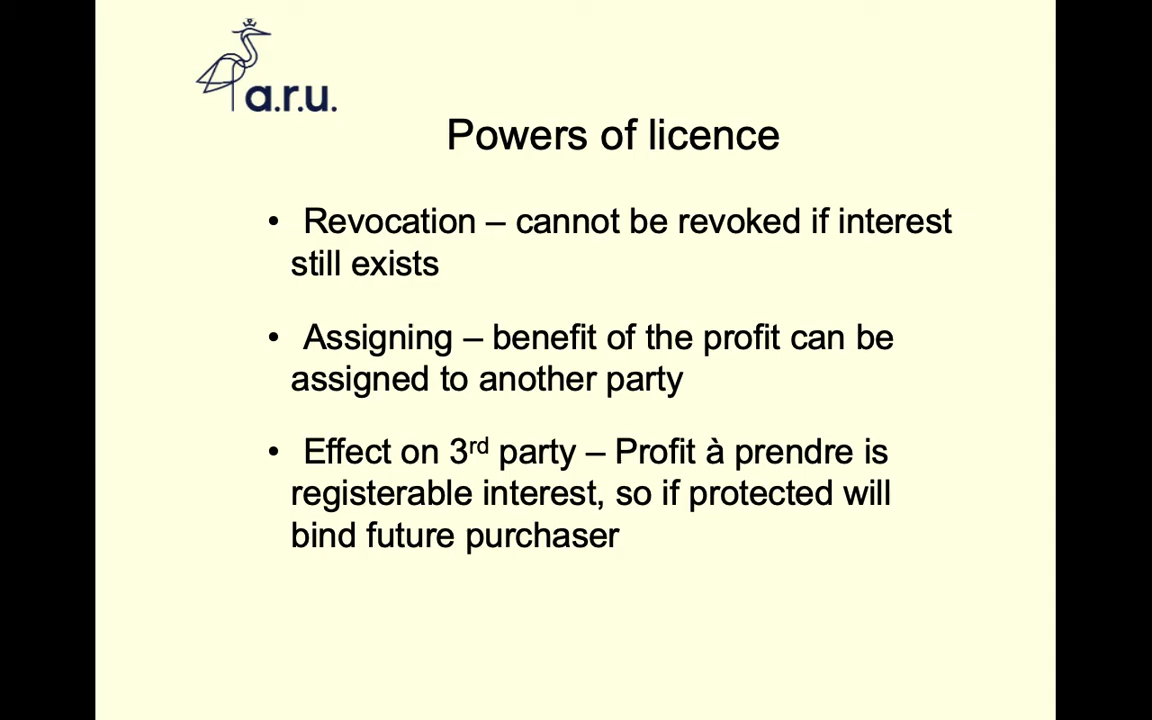 a.r.u.
Powers of licence
• Revocation – cannot be revoked if interest
still exists
• Assigning – benefit of the profit can be
assigned to another party
• Effect on 3rd party – Profit à prendre is
registerable interest, so if protected will
bind future purchaser